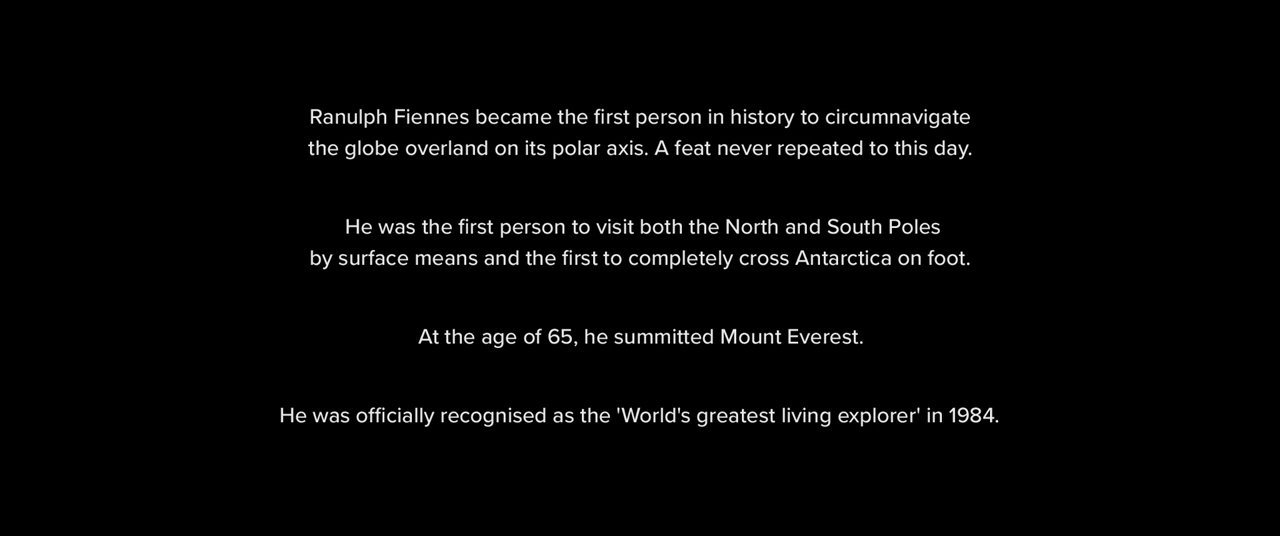 Ranulph Fiennes became the first person in history to circumnavigate
the globe overland on its polar axis. A feat never repeated to this day.
He was the first person to visit both the North and South Poles
by surface means and the first to completely cross Antarctica on foot.
At the age of 65, he summitted Mount Everest.
He was officially recognised as the 'World's greatest living explorer' in 1984.